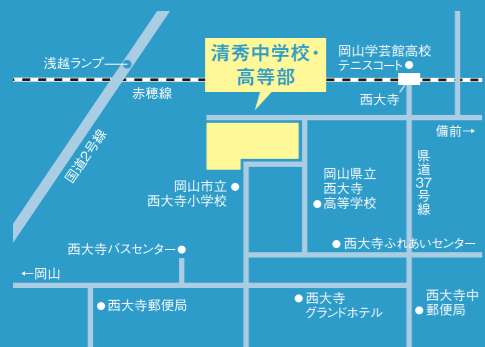 清秀中学校・
高等部
岡山学芸館高校
テニスコート
浅越ランプ
赤穂線
西大寺
備前→
国道2号線
県道37号線
岡山市立
西大寺小学校
岡山県立
西大寺
高等学校
西大寺バスセンター
西大寺ふれあいセンター
←岡山
西大寺郵便局
西大寺
グランドホテル
西大寺中
郵便局